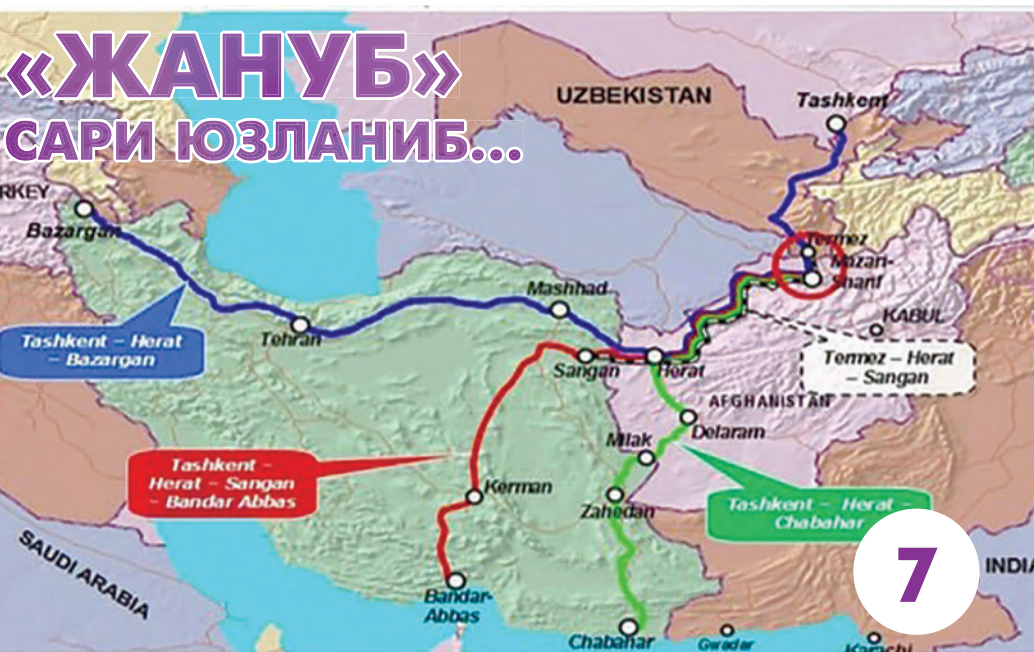 «ЖАНУБ»
САРИ ЮЗЛАНИБ...
UZBEKISTAN
Tashkent
RKEY
Bazargan
Termez
Mazari-
Sharif
Mashhad
KABUL
Tashkent – Herat
– Bazargan
Tehran
Sangan
Herat
Termez – Herat
– Sangan
AFGHANISTAN
Delaram
Milak
Tashkent –
Herat – Sangan
– Bandar Abbas
Kerman
Zahedan
Tashkent – Herat –
Chabahar
SAUDI ARABIA
7
INDIA
Bandar-
Abbas
Chabahar
Gwadar
Karachi